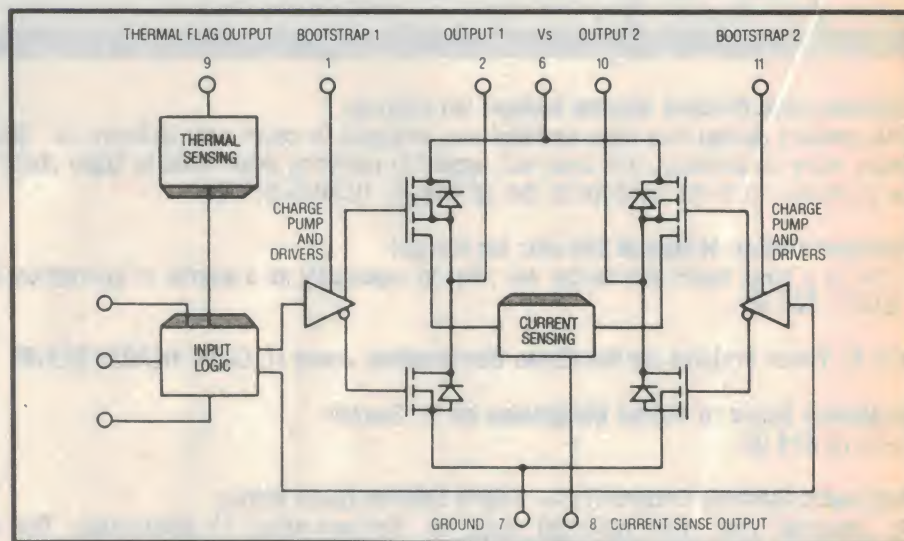 THERMAL FLAG OUTPUT BOOTSTRAP 1 OUTPUT 1 Vs OUTPUT 2 BOOTSTRAP 2
9 1 2 6 10 11
THERMAL
SENSING
CHARGE
PUMP
AND
DRIVERS
CHARGE
PUMP
AND
DRIVERS
INPUT
LOGIC
CURRENT
SENSING
GROUND 7 8 CURRENT SENSE OUTPUT